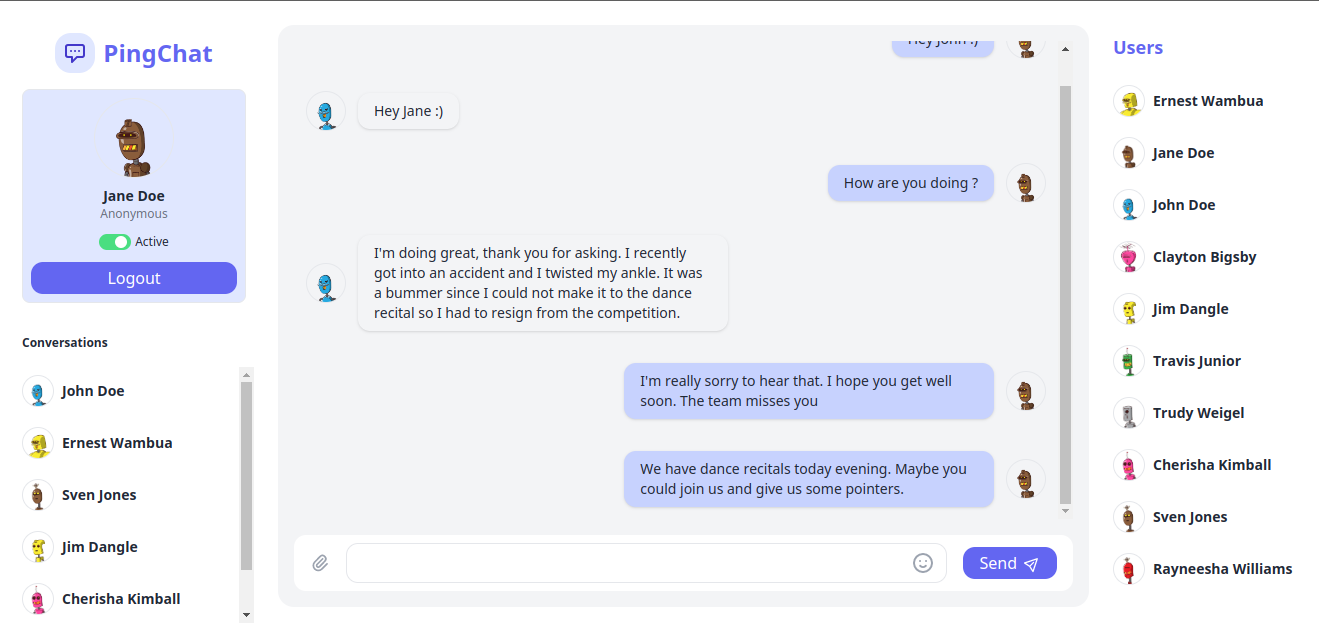 PingChat
Jane Doe
Anonymous
Active
Logout
Conversations
John Doe
Ernest Wambua
Sven Jones
Jim Dangle
Cherisha Kimball
Hey John :)
Hey Jane :)
How are you doing ?
I'm doing great, thank you for asking. I recently
got into an accident and I twisted my ankle. It was
a bummer since I could not make it to the dance
recital so I had to resign from the competition.
I'm really sorry to hear that. I hope you get well
soon. The team misses you
We have dance recitals today evening. Maybe you
could join us and give us some pointers.
Send
Users
Ernest Wambua
Jane Doe
John Doe
Clayton Bigsby
Jim Dangle
Travis Junior
Trudy Weigel
Cherisha Kimball
Sven Jones
Rayneesha Williams